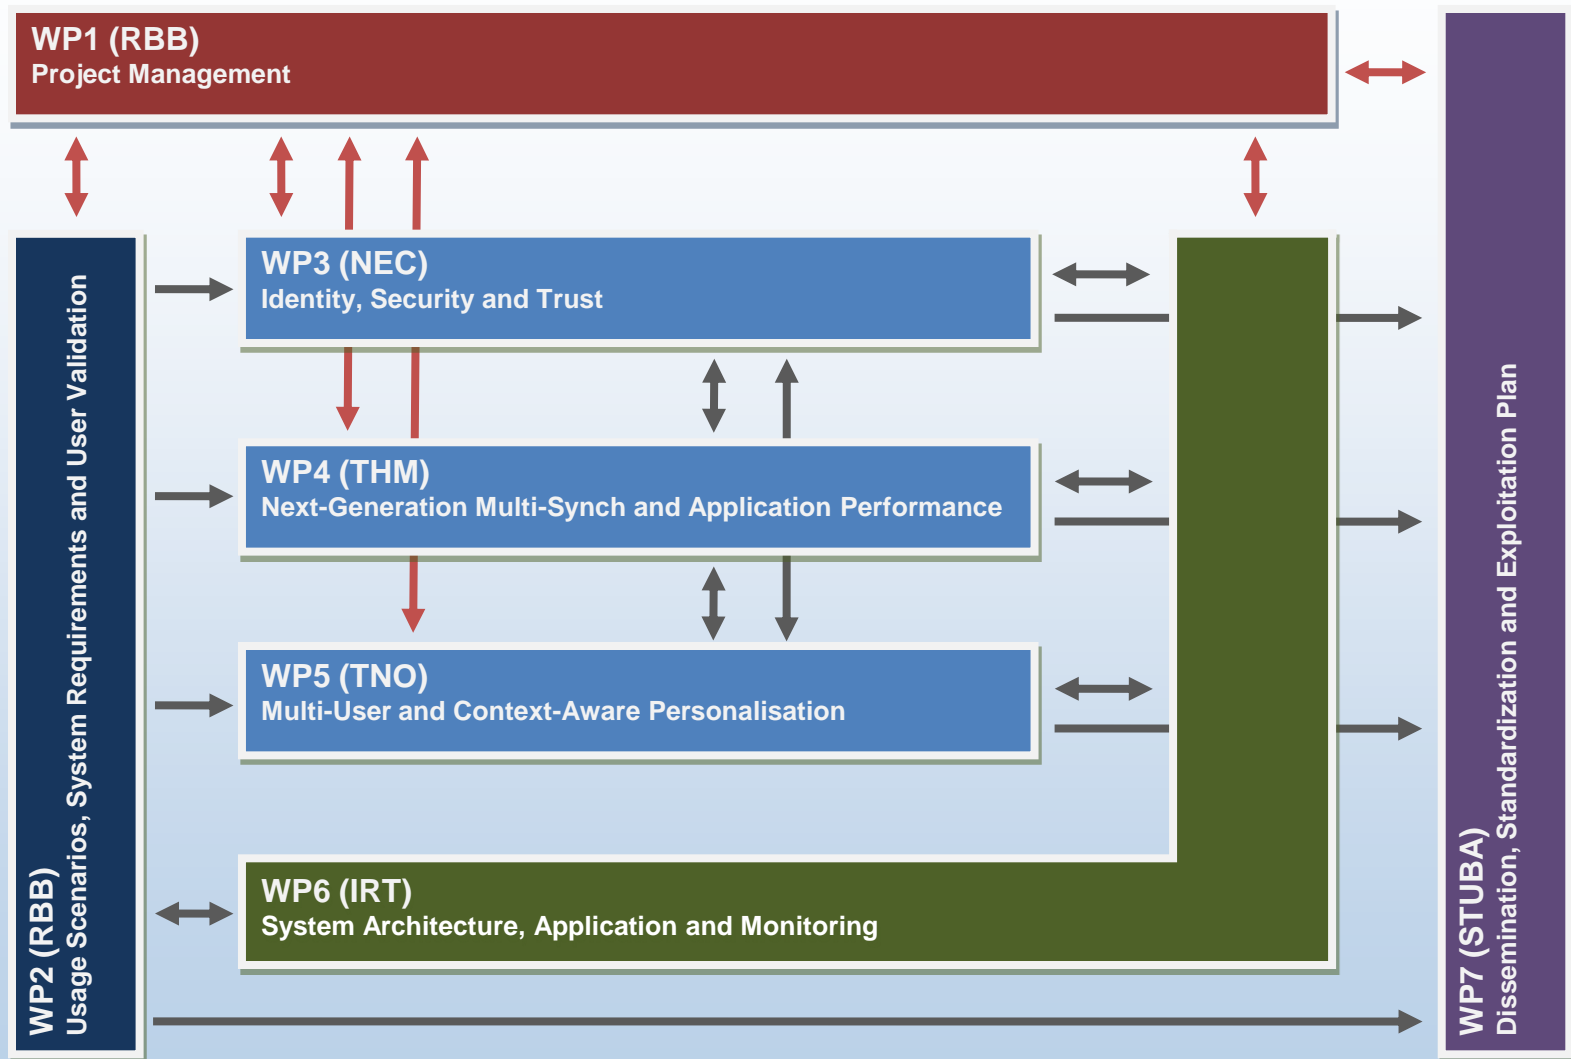 WP1 (RBB)
Project Management
WP2 (RBB)
Usage Scenarios, System Requirements and User Validation
WP3 (NEC)
Identity, Security and Trust
WP4 (THM)
Next-Generation Multi-Synch and Application Performance
WP5 (TNO)
Multi-User and Context-Aware Personalisation
WP6 (IRT)
System Architecture, Application and Monitoring
WP7 (STUBA)
Dissemination, Standardization and Exploitation Plan